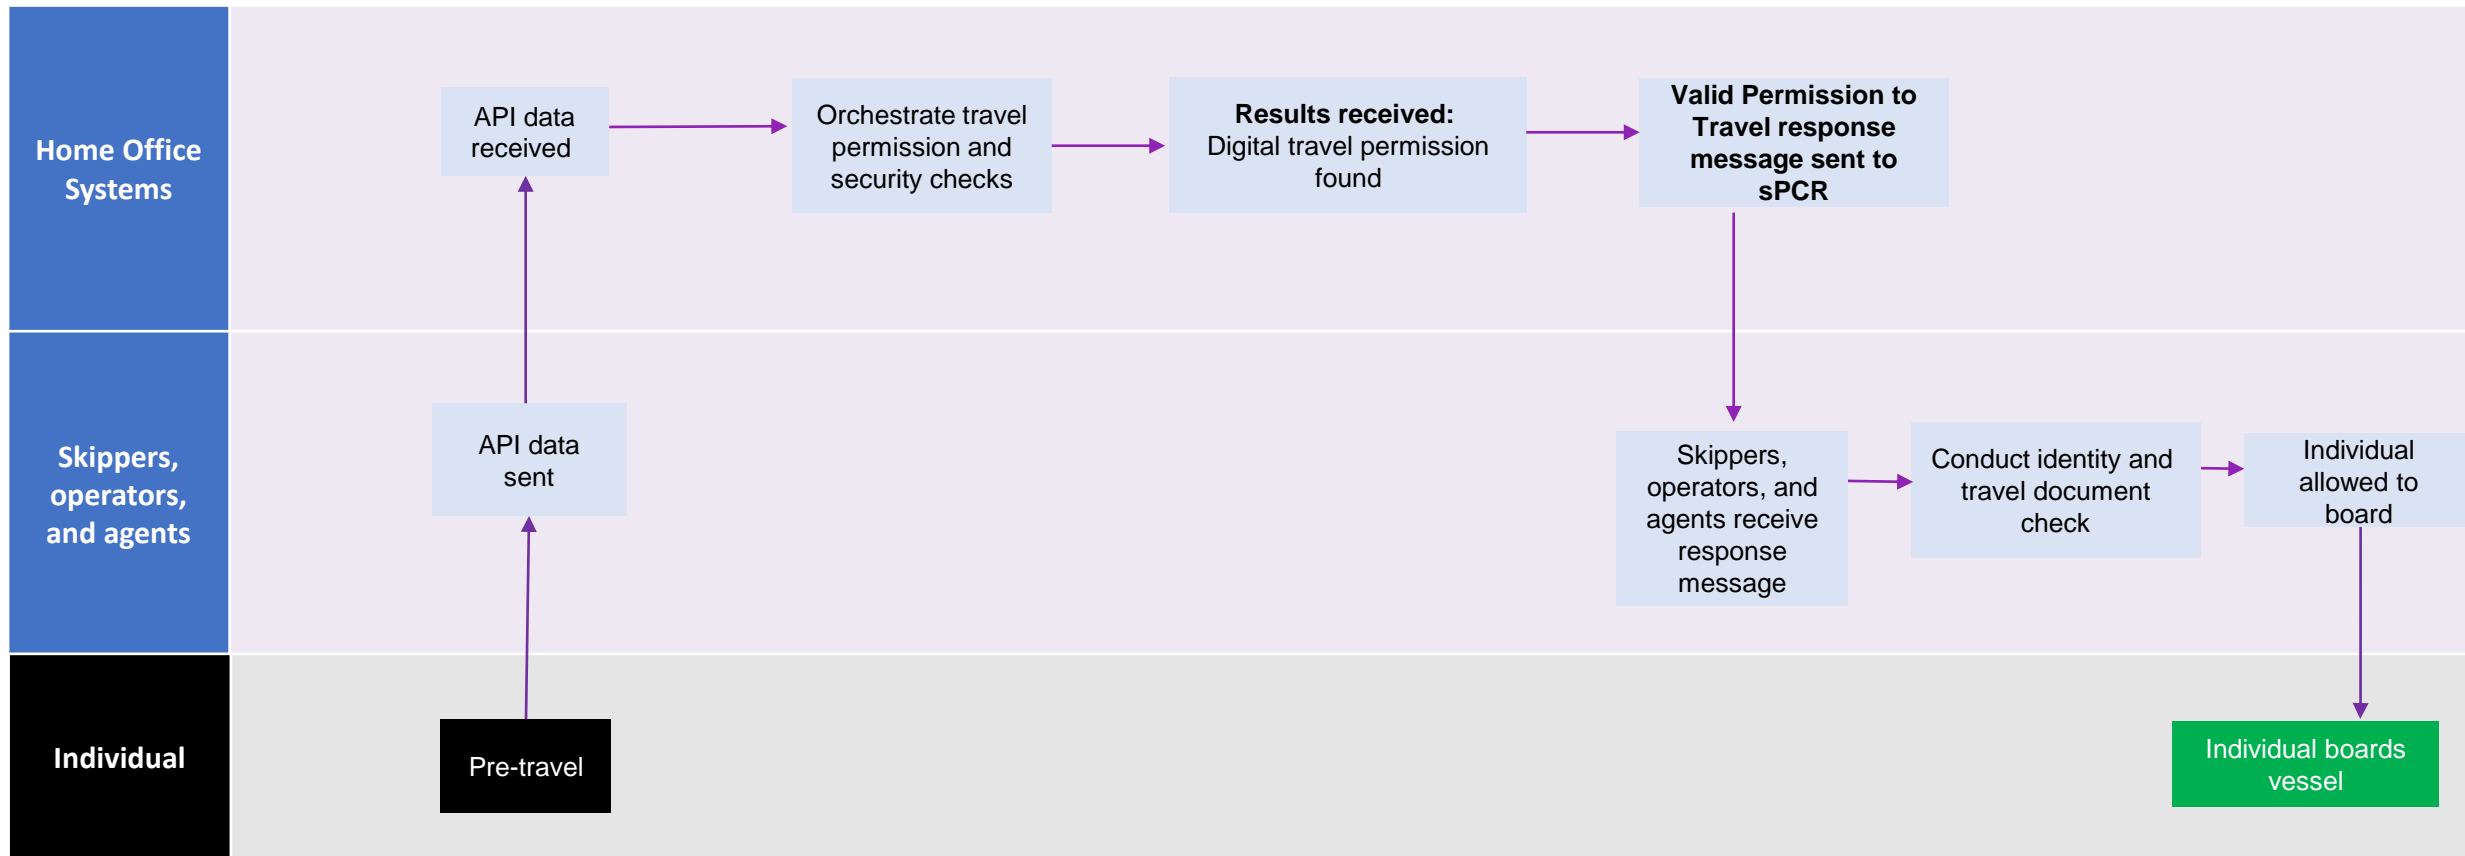 Home Office
Systems
API data
received
Orchestrate travel
permission and
security checks
Results received:
Digital travel permission
found
Valid Permission to
Travel response
message sent to
sPCR
Skippers,
operators,
and agents
API data
sent
Skippers,
operators, and
agents receive
response
message
Conduct identity and
travel document
check
Individual
allowed to
board
Individual
Pre-travel
Individual boards
vessel